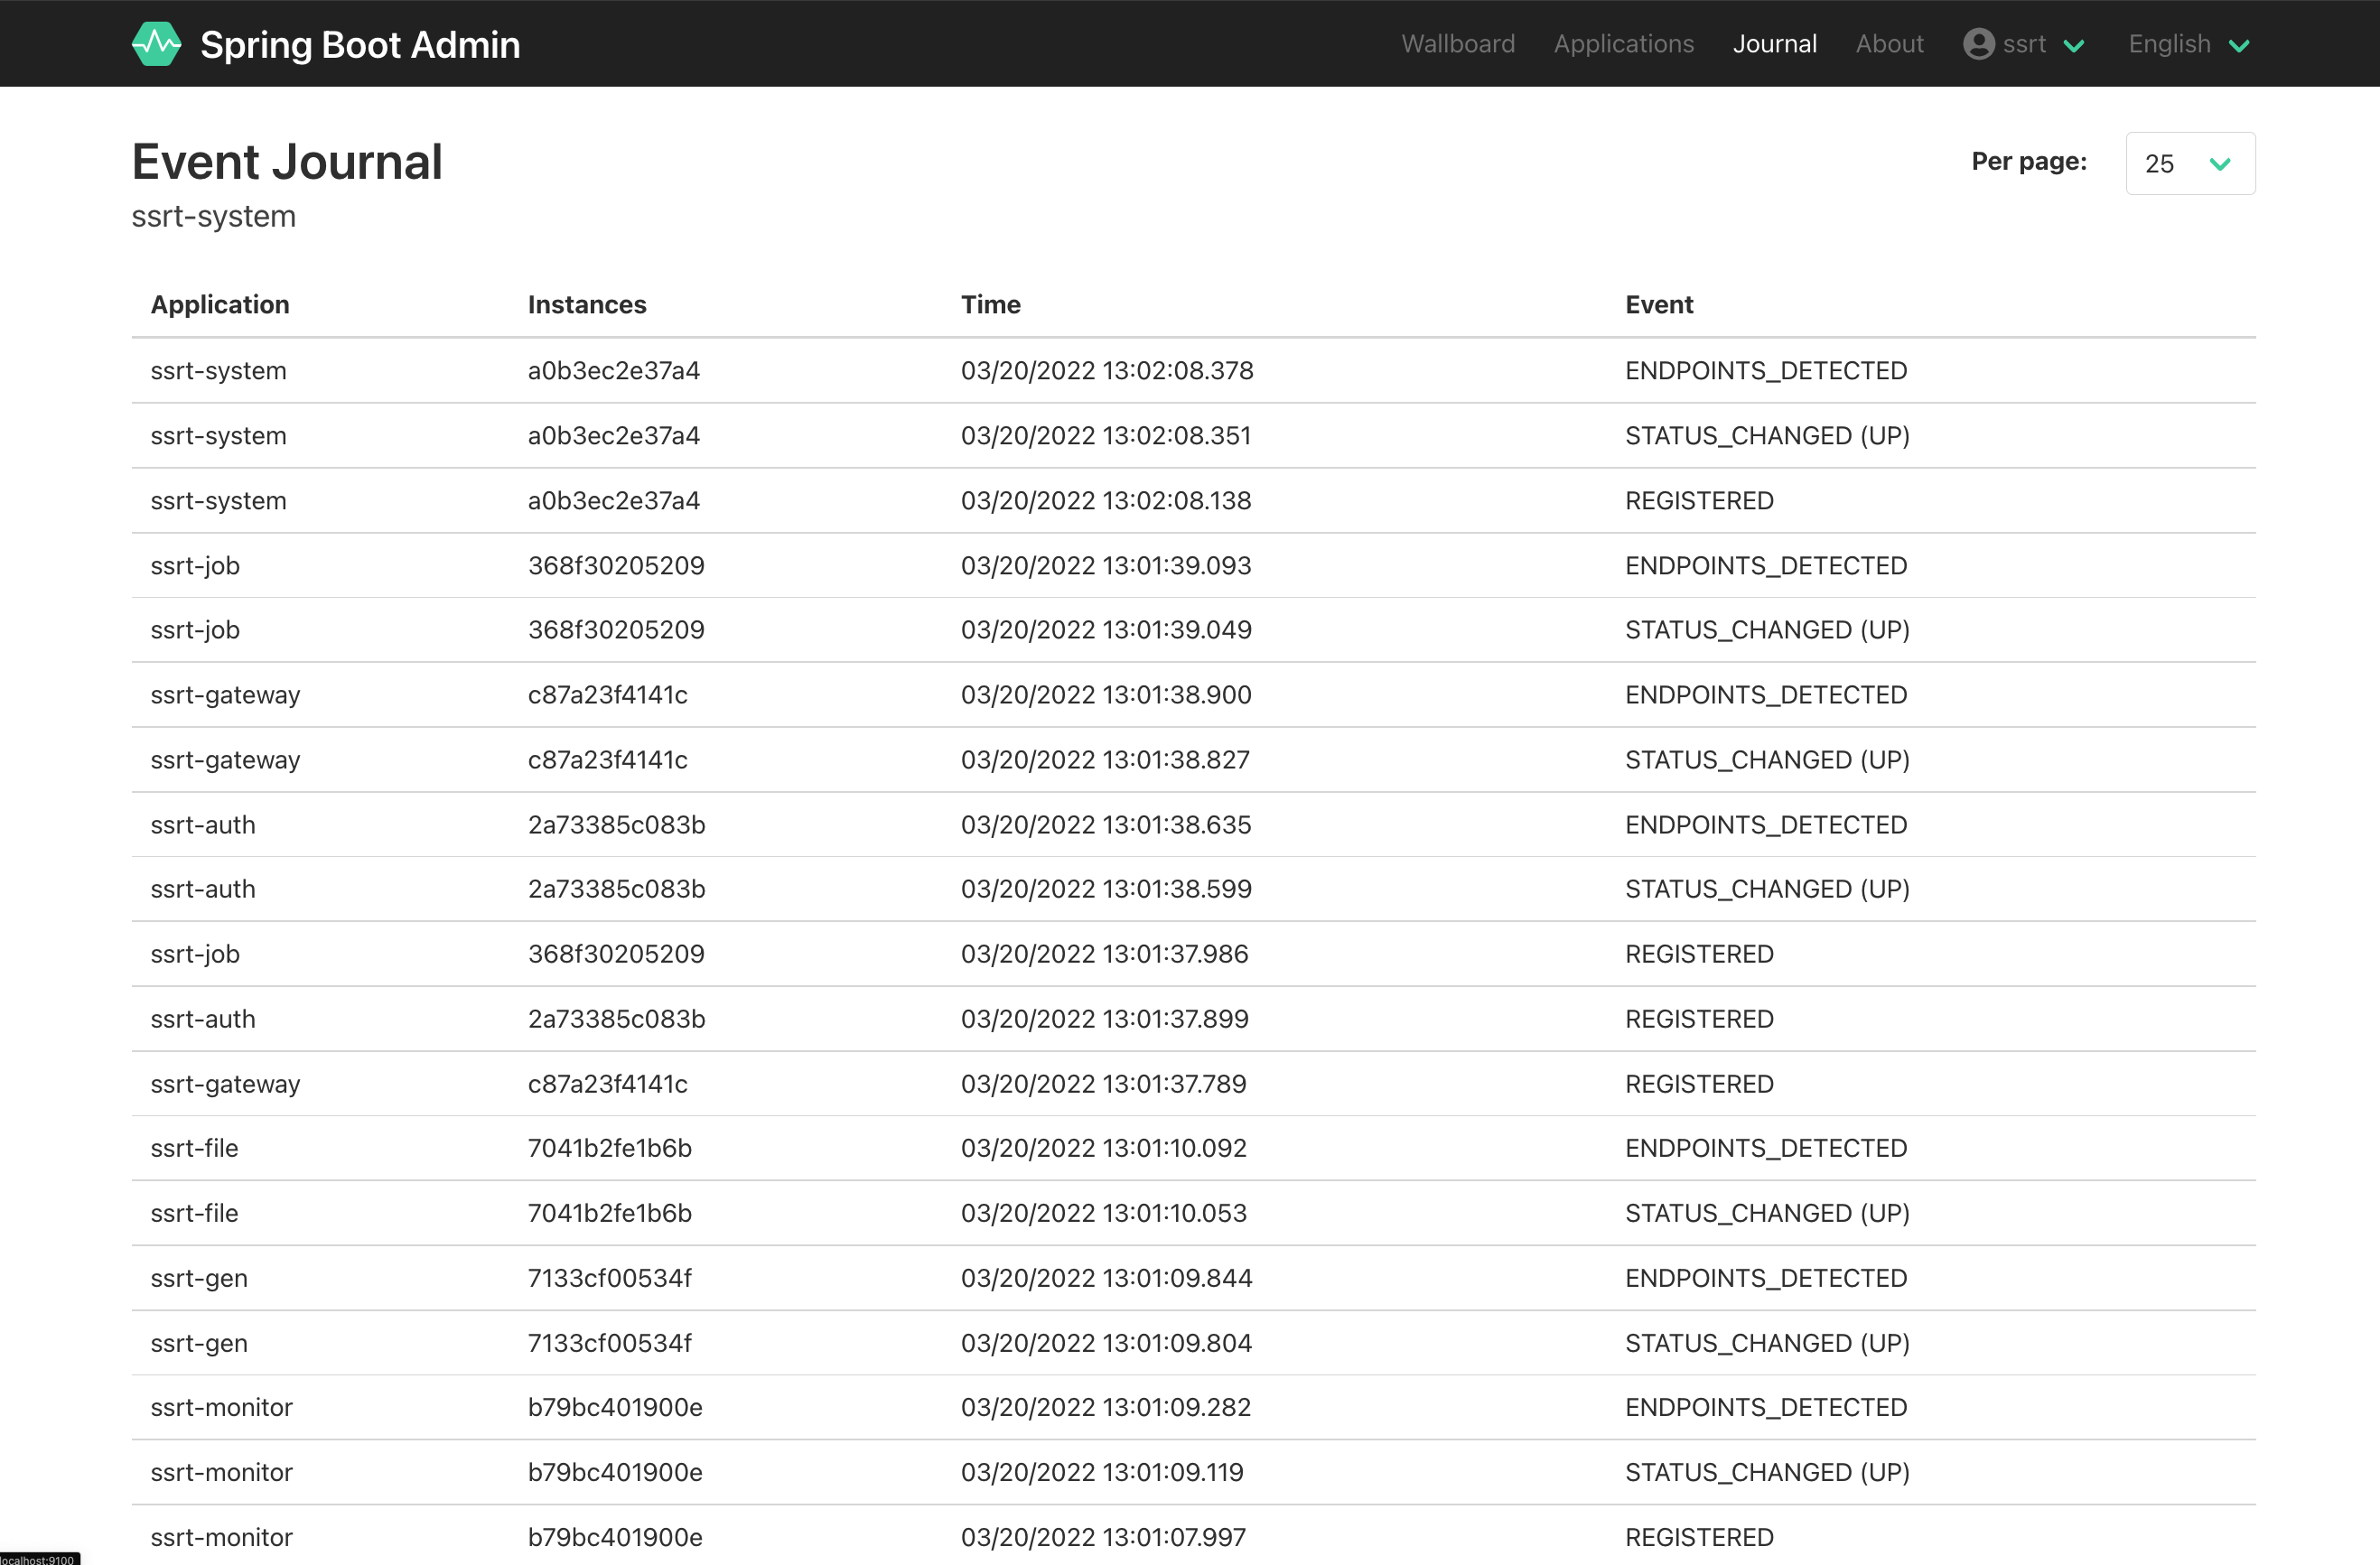 Spring Boot Admin Wallboard Applications Journal About ssrt English
Event Journal Per page: 25
ssrt-system
Application Instances Time Event
ssrt-system a0b3ec2e37a4 03/20/2022 13:02:08.378 ENDPOINTS_DETECTED
ssrt-system a0b3ec2e37a4 03/20/2022 13:02:08.351 STATUS_CHANGED (UP)
ssrt-system a0b3ec2e37a4 03/20/2022 13:02:08.138 REGISTERED
ssrt-job 368f30205209 03/20/2022 13:01:39.093 ENDPOINTS_DETECTED
ssrt-job 368f30205209 03/20/2022 13:01:39.049 STATUS_CHANGED (UP)
ssrt-gateway c87a23f4141c 03/20/2022 13:01:38.900 ENDPOINTS_DETECTED
ssrt-gateway c87a23f4141c 03/20/2022 13:01:38.827 STATUS_CHANGED (UP)
ssrt-auth 2a73385c083b 03/20/2022 13:01:38.635 ENDPOINTS_DETECTED
ssrt-auth 2a73385c083b 03/20/2022 13:01:38.599 STATUS_CHANGED (UP)
ssrt-job 368f30205209 03/20/2022 13:01:37.986 REGISTERED
ssrt-auth 2a73385c083b 03/20/2022 13:01:37.899 REGISTERED
ssrt-gateway c87a23f4141c 03/20/2022 13:01:37.789 REGISTERED
ssrt-file 7041b2fe1b6b 03/20/2022 13:01:10.092 ENDPOINTS_DETECTED
ssrt-file 7041b2fe1b6b 03/20/2022 13:01:10.053 STATUS_CHANGED (UP)
ssrt-gen 7133cf00534f 03/20/2022 13:01:09.844 ENDPOINTS_DETECTED
ssrt-gen 7133cf00534f 03/20/2022 13:01:09.804 STATUS_CHANGED (UP)
ssrt-monitor b79bc401900e 03/20/2022 13:01:09.282 ENDPOINTS_DETECTED
ssrt-monitor b79bc401900e 03/20/2022 13:01:09.119 STATUS_CHANGED (UP)
ssrt-monitor b79bc401900e 03/20/2022 13:01:07.997 REGISTERED
localhost:9100